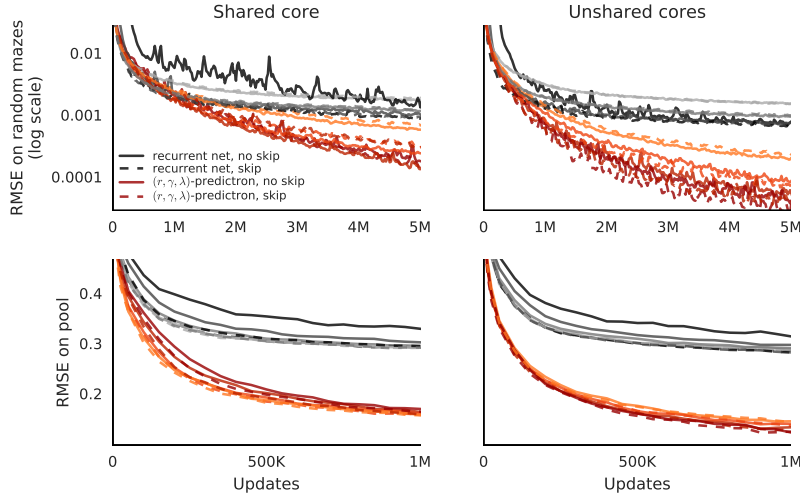 Shared core
Unshared cores
RMSE on random mazes
(log scale)
0.01
0.001
0.0001
recurrent net, no skip
recurrent net, skip
(r, γ, λ)-predictron, no skip
(r, γ, λ)-predictron, skip
0 1M 2M 3M 4M 5M
0 1M 2M 3M 4M 5M
RMSE on pool
0.4
0.3
0.2
0 500K 1M
0 500K 1M
Updates
Updates